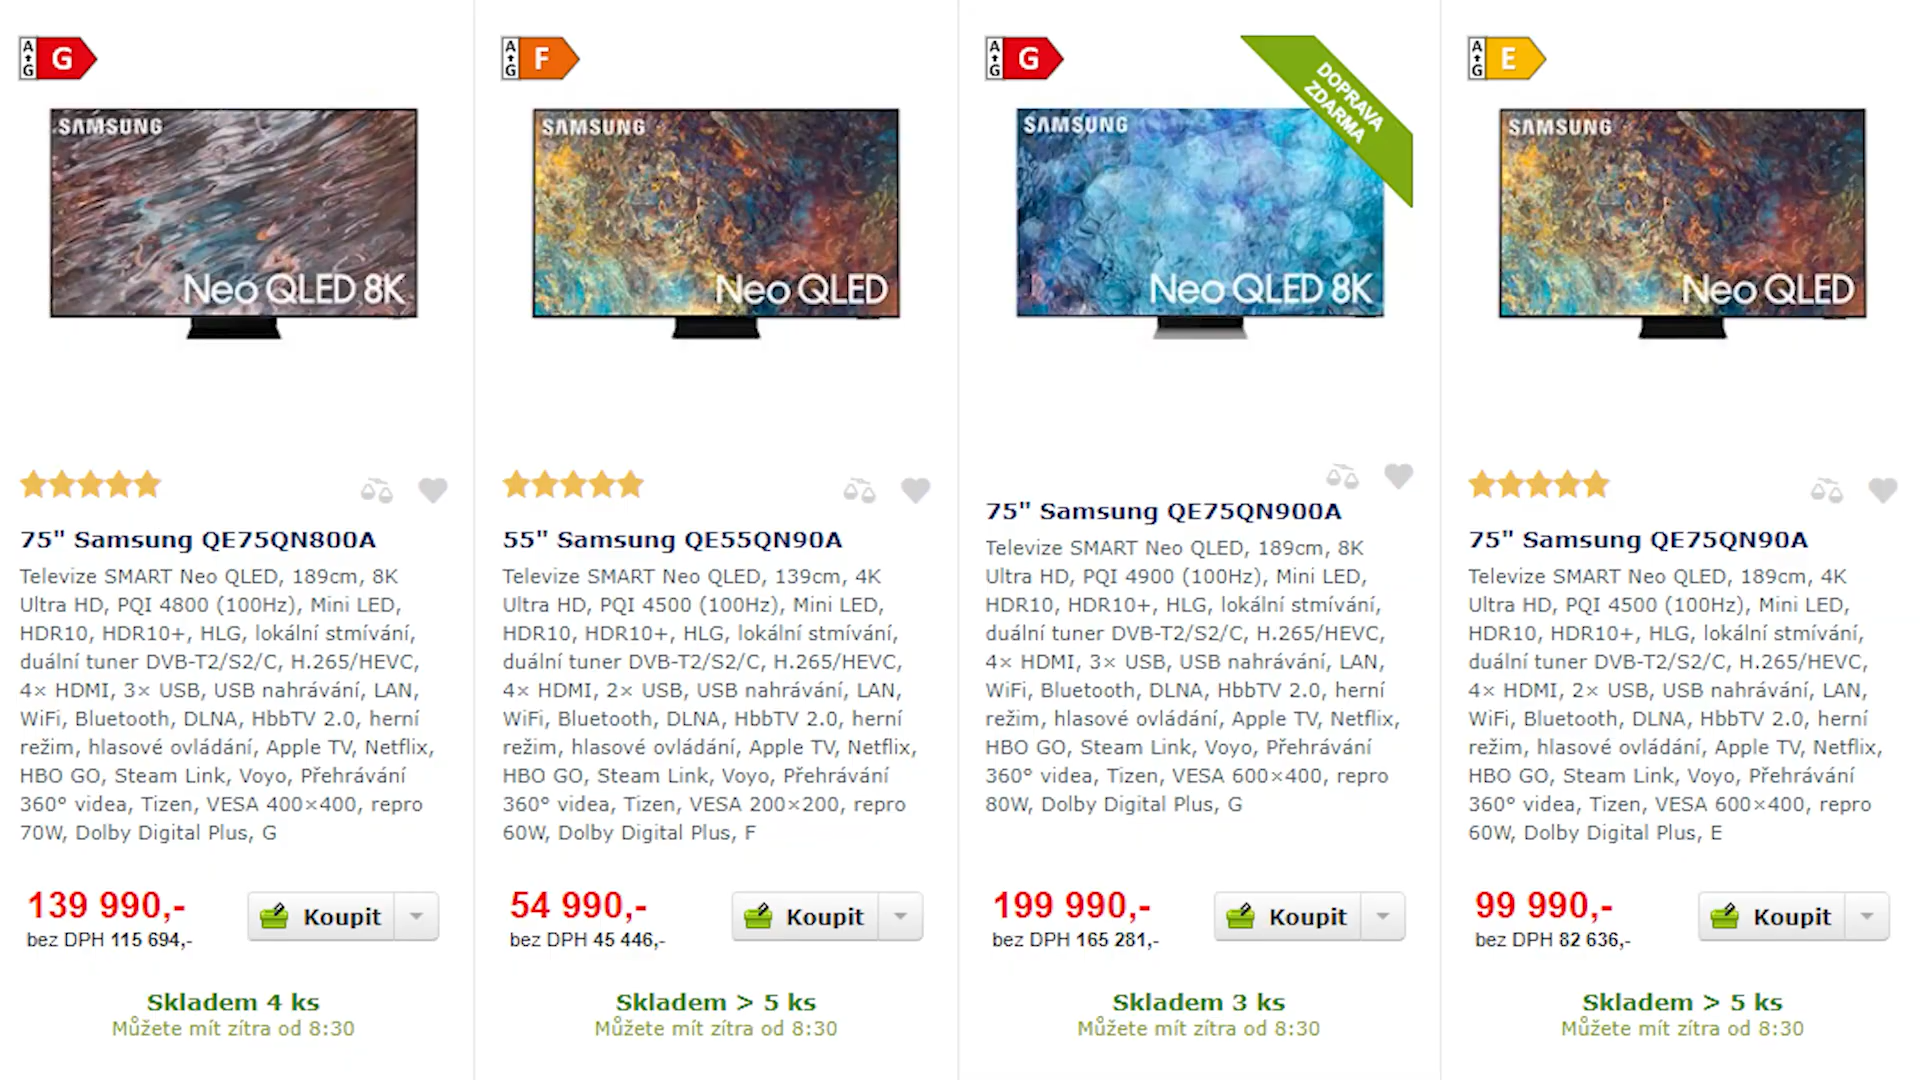 A
G
G
SAMSUNG
Neo QLED 8K
75" Samsung QE75QN800A
Televize SMART Neo QLED, 189cm, 8K
Ultra HD, PQI 4800 (100Hz), Mini LED,
HDR10, HDR10+, HLG, lokální stmívání,
duální tuner DVB-T2/S2/C, H.265/HEVC,
4× HDMI, 3× USB, USB nahrávání, LAN,
WiFi, Bluetooth, DLNA, HbbTV 2.0, herní
režim, hlasové ovládání, Apple TV, Netflix,
HBO GO, Steam Link, Voyo, Přehrávání
360° videa, Tizen, VESA 400×400, repro
70W, Dolby Digital Plus, G
139 990,-
bez DPH 115 694,-
Koupit
Skladem 4 ks
Můžete mít zítra od 8:30
A
G
F
SAMSUNG
Neo QLED
55" Samsung QE55QN90A
Televize SMART Neo QLED, 139cm, 4K
Ultra HD, PQI 4500 (100Hz), Mini LED,
HDR10, HDR10+, HLG, lokální stmívání,
duální tuner DVB-T2/S2/C, H.265/HEVC,
4× HDMI, 2× USB, USB nahrávání, LAN,
WiFi, Bluetooth, DLNA, HbbTV 2.0, herní
režim, hlasové ovládání, Apple TV, Netflix,
HBO GO, Steam Link, Voyo, Přehrávání
360° videa, Tizen, VESA 200×200, repro
60W, Dolby Digital Plus, F
54 990,-
bez DPH 45 446,-
Koupit
Skladem > 5 ks
Můžete mít zítra od 8:30
A
G
G
DOPRAVA
ZDARMA
SAMSUNG
Neo QLED 8K
75" Samsung QE75QN900A
Televize SMART Neo QLED, 189cm, 8K
Ultra HD, PQI 4900 (100Hz), Mini LED,
HDR10, HDR10+, HLG, lokální stmívání,
duální tuner DVB-T2/S2/C, H.265/HEVC,
4× HDMI, 3× USB, USB nahrávání, LAN,
WiFi, Bluetooth, DLNA, HbbTV 2.0, herní
režim, hlasové ovládání, Apple TV, Netflix,
HBO GO, Steam Link, Voyo, Přehrávání
360° videa, Tizen, VESA 600×400, repro
80W, Dolby Digital Plus, G
199 990,-
bez DPH 165 281,-
Koupit
Skladem 3 ks
Můžete mít zítra od 8:30
A
G
E
SAMSUNG
Neo QLED
75" Samsung QE75QN90A
Televize SMART Neo QLED, 189cm, 4K
Ultra HD, PQI 4500 (100Hz), Mini LED,
HDR10, HDR10+, HLG, lokální stmívání,
duální tuner DVB-T2/S2/C, H.265/HEVC,
4× HDMI, 2× USB, USB nahrávání, LAN,
WiFi, Bluetooth, DLNA, HbbTV 2.0, herní
režim, hlasové ovládání, Apple TV, Netflix,
HBO GO, Steam Link, Voyo, Přehrávání
360° videa, Tizen, VESA 600×400, repro
60W, Dolby Digital Plus, E
99 990,-
bez DPH 82 636,-
Koupit
Skladem > 5 ks
Můžete mít zítra od 8:30